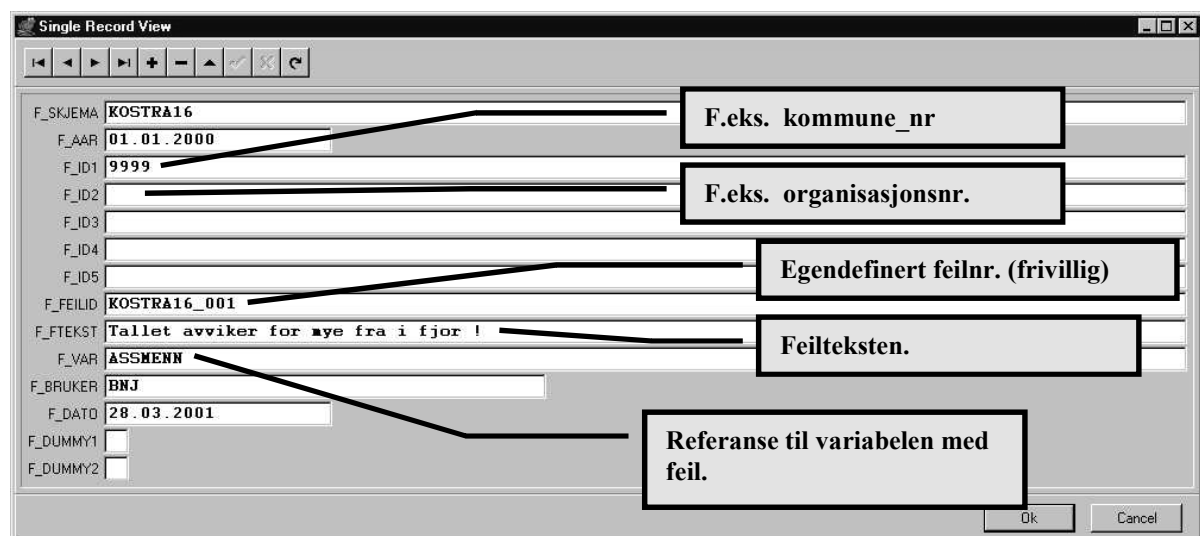 Single Record View
F_SKJEMA KOSTRA16
F.eks. kommune_nr
F_AAR 01.01.2000
F_ID1 9999
F_ID2
F.eks. organisasjonsnr.
F_ID3
F_ID4
F_ID5
Egendefinert feilnr. (frivillig)
F_FEILID KOSTRA16_001
F_FTEKST Tallet avviker for mye fra i fjor !
Feilteksten.
F_VAR ASSMENN
F_BRUKER BNJ
F_DATO 28.03.2001
F_DUMMY1
Referanse til variabelen med
feil.
F_DUMMY2
Ok Cancel